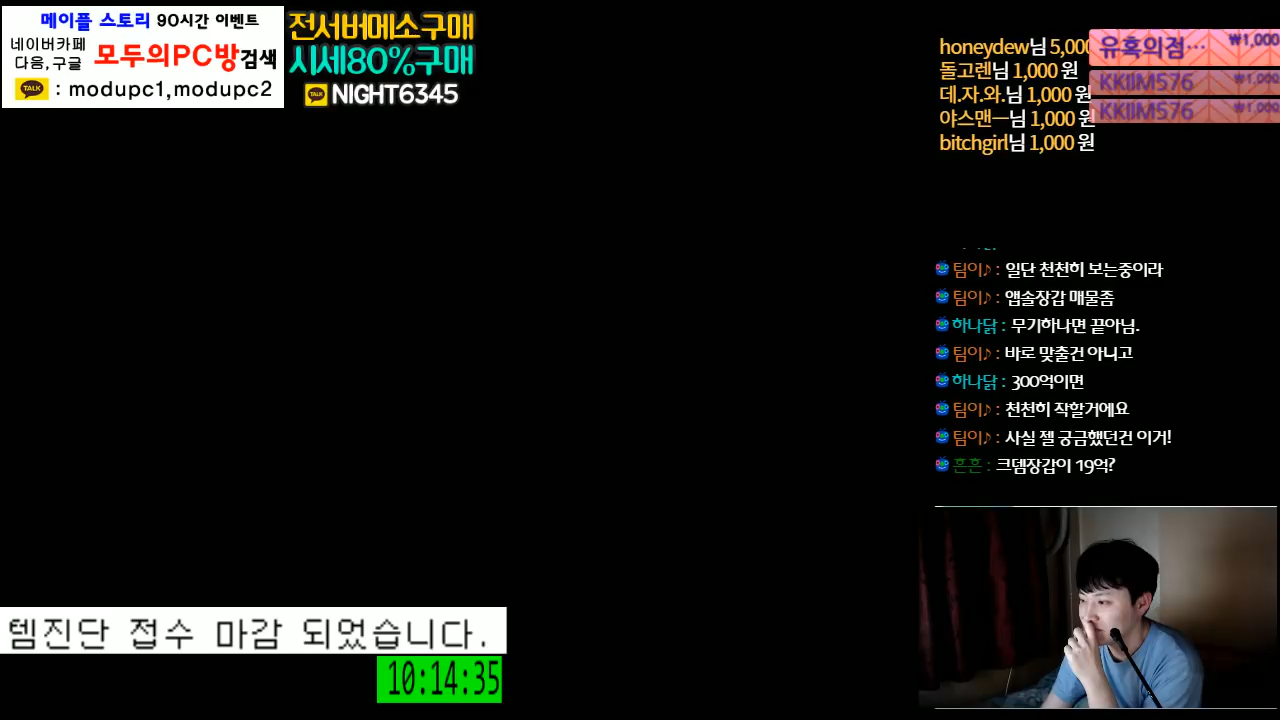 메이플 스토리 90시간 이벤트
네이버카페
다음,구글
모두의PC방검색
TALK : modupc1,modupc2
전서버메소구매
시세80%구매
TALK NIGHT6345
honeydew님 5,000
돌고렌님 1,000 원
데.자.와.님 1,000 원
야스맨ㅡ님 1,000 원
bitchgirl님 1,000 원
유혹의점… ₩1,000
KKIIM576 ₩1,000
KKIIM576 ₩1,000
팀이♪ : 일단 천천히 보는중이라
팀이♪ : 앱솔장갑 매물좀
하나닭 : 무기하나면 끝아님.
팀이♪ : 바로 맞출건 아니고
하나닭 : 300억이면
팀이♪ : 천천히 작할거에요
팀이♪ : 사실 젤 궁금했던건 이거!
흔흔 : 크뎀장갑이 19억?
템진단 접수 마감 되었습니다.
10:14:35